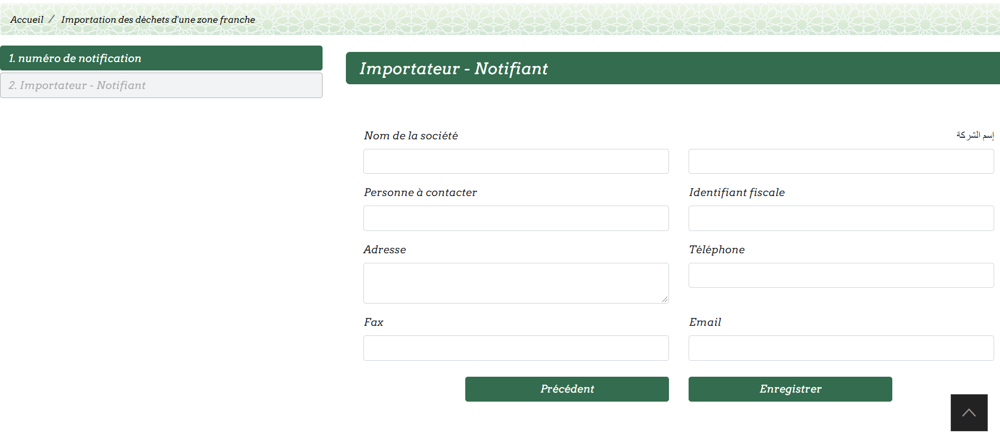 Accueil / Importation des déchets d'une zone franche
1. numéro de notification
2. Importateur - Notifiant
Importateur - Notifiant
Nom de la société
إسم الشركة
Personne à contacter
Identifiant fiscale
Adresse
Téléphone
Fax
Email
Précédent
Enregistrer